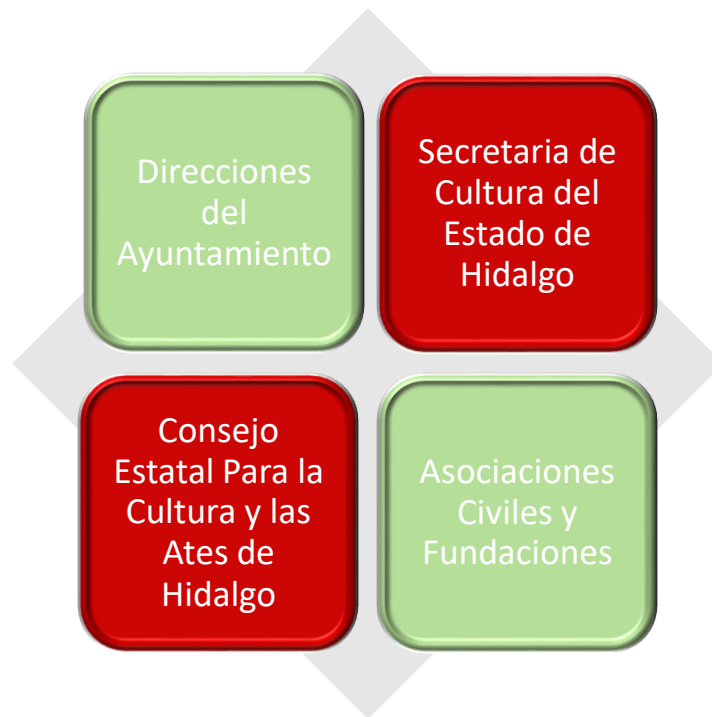 Direcciones
del
Ayuntamiento
Secretaria de
Cultura del
Estado de
Hidalgo
Consejo
Estatal Para la
Cultura y las
Ates de
Hidalgo
Asociaciones
Civiles y
Fundaciones